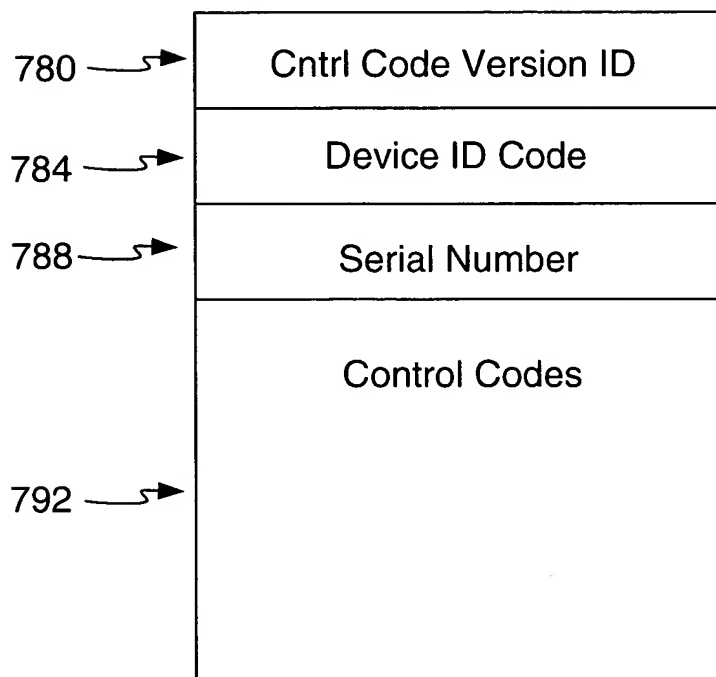 780 Cntrl Code Version ID
784 Device ID Code
788 Serial Number
Control Codes
792